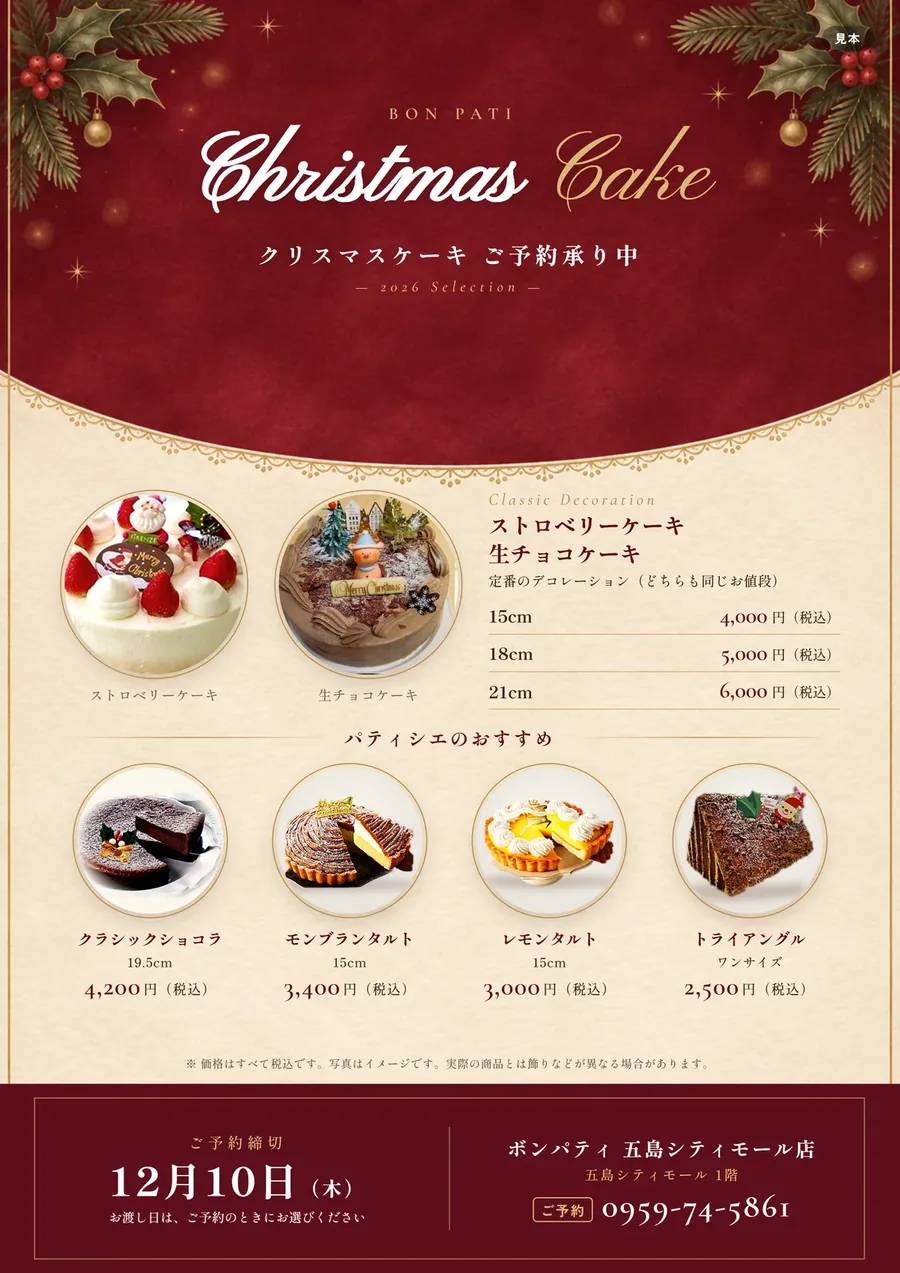 見本
BON PATI
Christmas Cake
クリスマスケーキ ご予約承り中
— 2026 Selection —
Classic Decoration
ストロベリーケーキ
生チョコケーキ
定番のデコレーション（どちらも同じお値段）
15cm 4,000 円（税込）
18cm 5,000 円（税込）
21cm 6,000 円（税込）
Merry Christmas
Merry Christmas
ストロベリーケーキ 生チョコケーキ
パティシエのおすすめ
クラシックショコラ モンブランタルト レモンタルト トライアングル
19.5cm 15cm 15cm ワンサイズ
4,200円（税込） 3,400円（税込） 3,000円（税込） 2,500円（税込）
※ 価格はすべて税込です。写真はイメージです。実際の商品とは飾りなどが異なる場合があります。
ご予約締切
12月10日（木）
お渡し日は、ご予約のときにお選びください
ボンパティ 五島シティモール店
五島シティモール 1階
ご予約 0959-74-5861